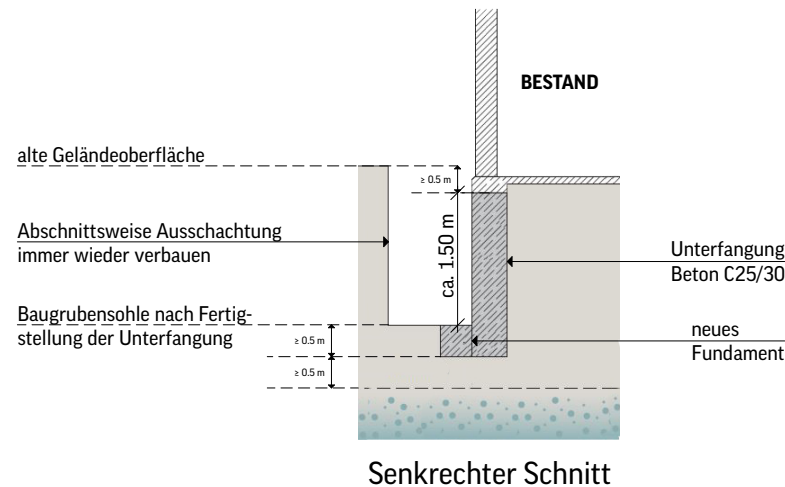 BESTAND
alte Geländeoberfläche
≥ 0.5 m
Abschnittsweise Ausschachtung
immer wieder verbauen
ca. 1.50 m
Unterfangung
Beton C25/30
Baugrubensohle nach Fertig-
stellung der Unterfangung
≥ 0.5 m
≥ 0.5 m
neues
Fundament
Senkrechter Schnitt